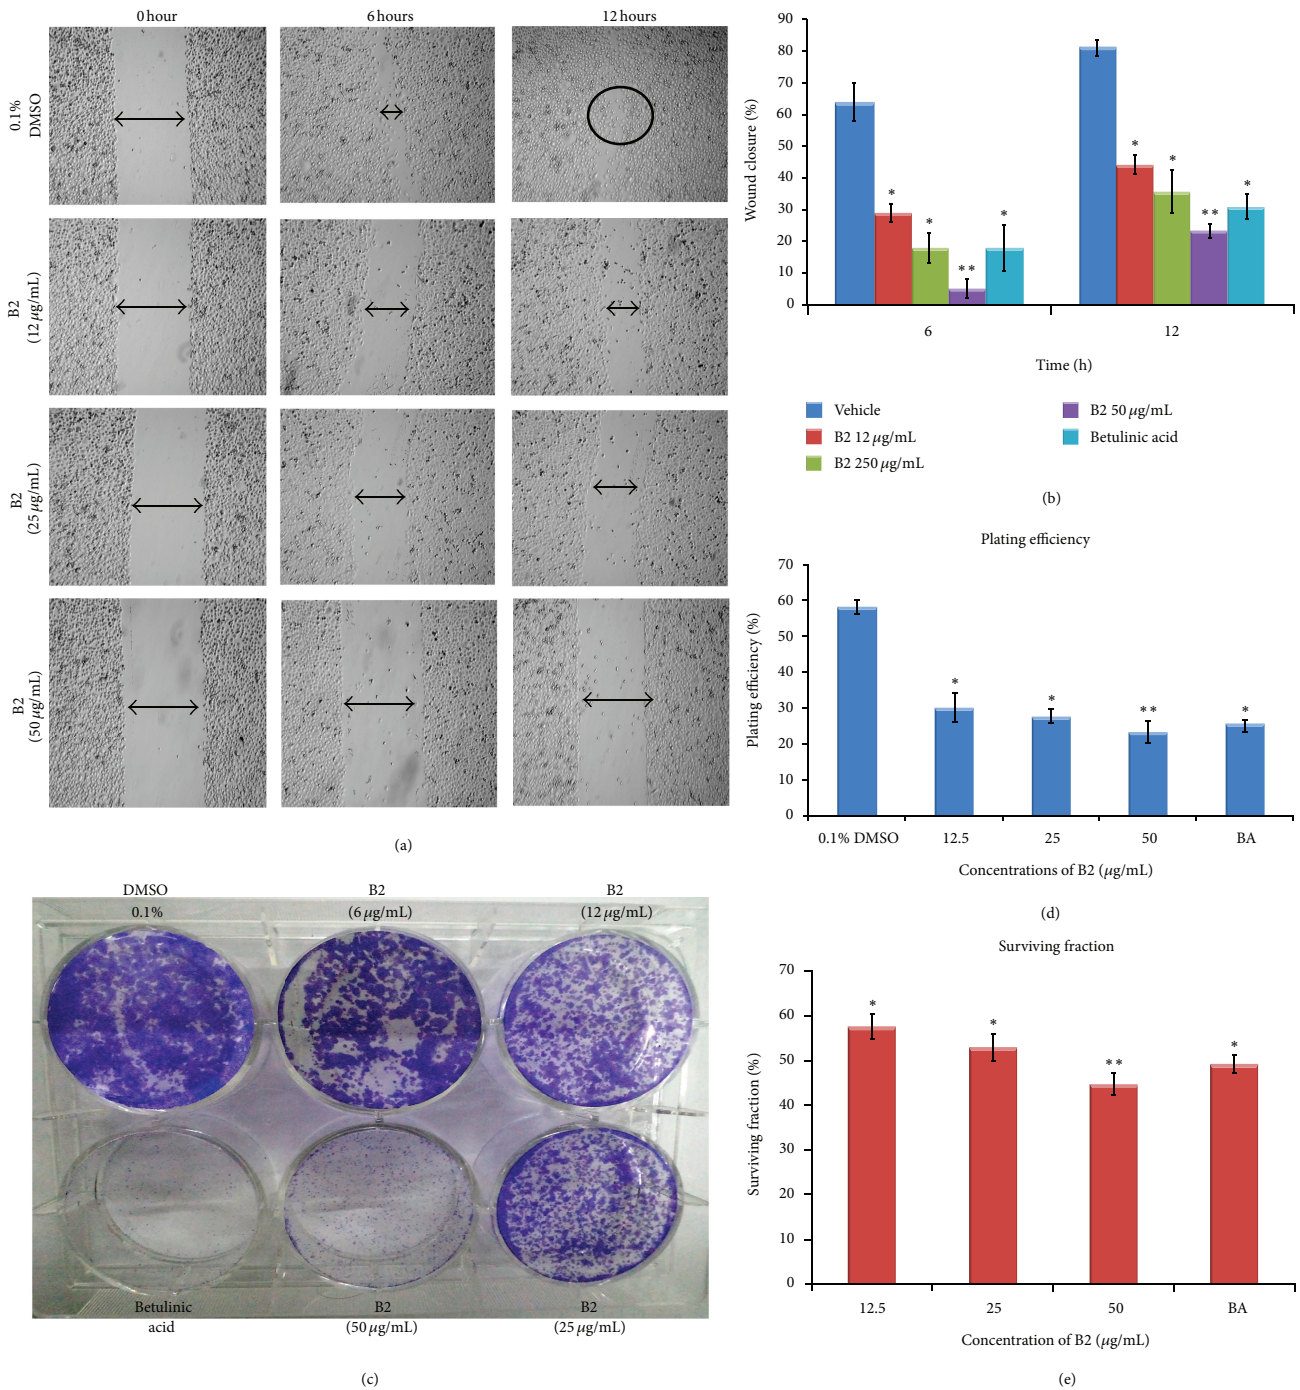 0 hour
6 hours
12 hours
0.1%
DMSO
B2
(12 μg/mL)
B2
(25 μg/mL)
B2
(50 μg/mL)
(a)
90
80
70
60
50
40
30
20
10
0
Wound closure (%)
*
*
**
*
*
*
**
*
6
12
Time (h)
Vehicle
B2 12 μg/mL
B2 250 μg/mL
B2 50 μg/mL
Betulinic acid
(b)
DMSO
0.1%
B2
(6 μg/mL)
B2
(12 μg/mL)
Betulinic
acid
B2
(50 μg/mL)
B2
(25 μg/mL)
(c)
Plating efficiency
70
60
50
40
30
20
10
0
Plating efficiency (%)
*
*
**
*
0.1% DMSO
12.5
25
50
BA
Concentrations of B2 (μg/mL)
(d)
Surviving fraction
70
60
50
40
30
20
10
0
Surviving fraction (%)
*
*
**
*
12.5
25
50
BA
Concentration of B2 (μg/mL)
(e)